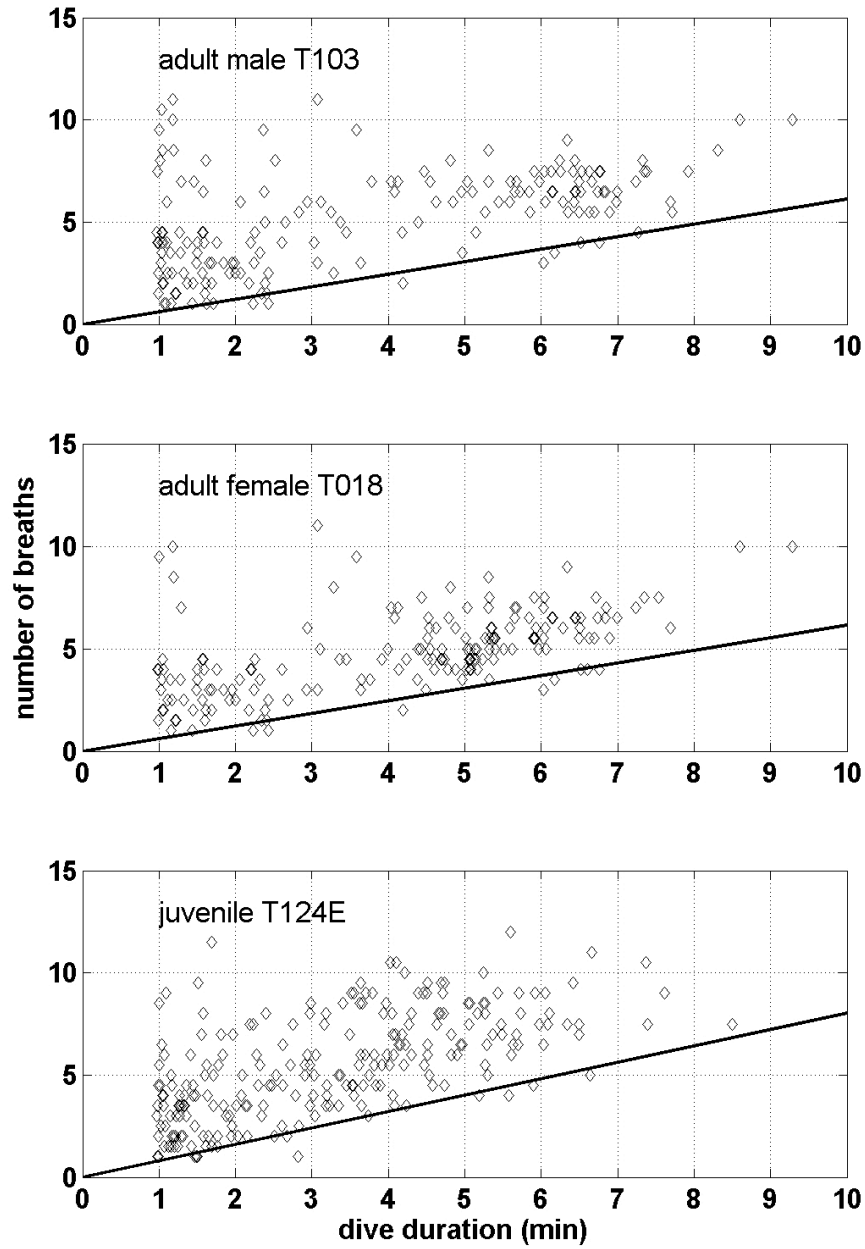 15
adult male T103
10
5
0
0 1 2 3 4 5 6 7 8 9 10
15
adult female T018
10
number of breaths
5
0
0 1 2 3 4 5 6 7 8 9 10
15
juvenile T124E
10
5
0
0 1 2 3 4 5 6 7 8 9 10
dive duration (min)